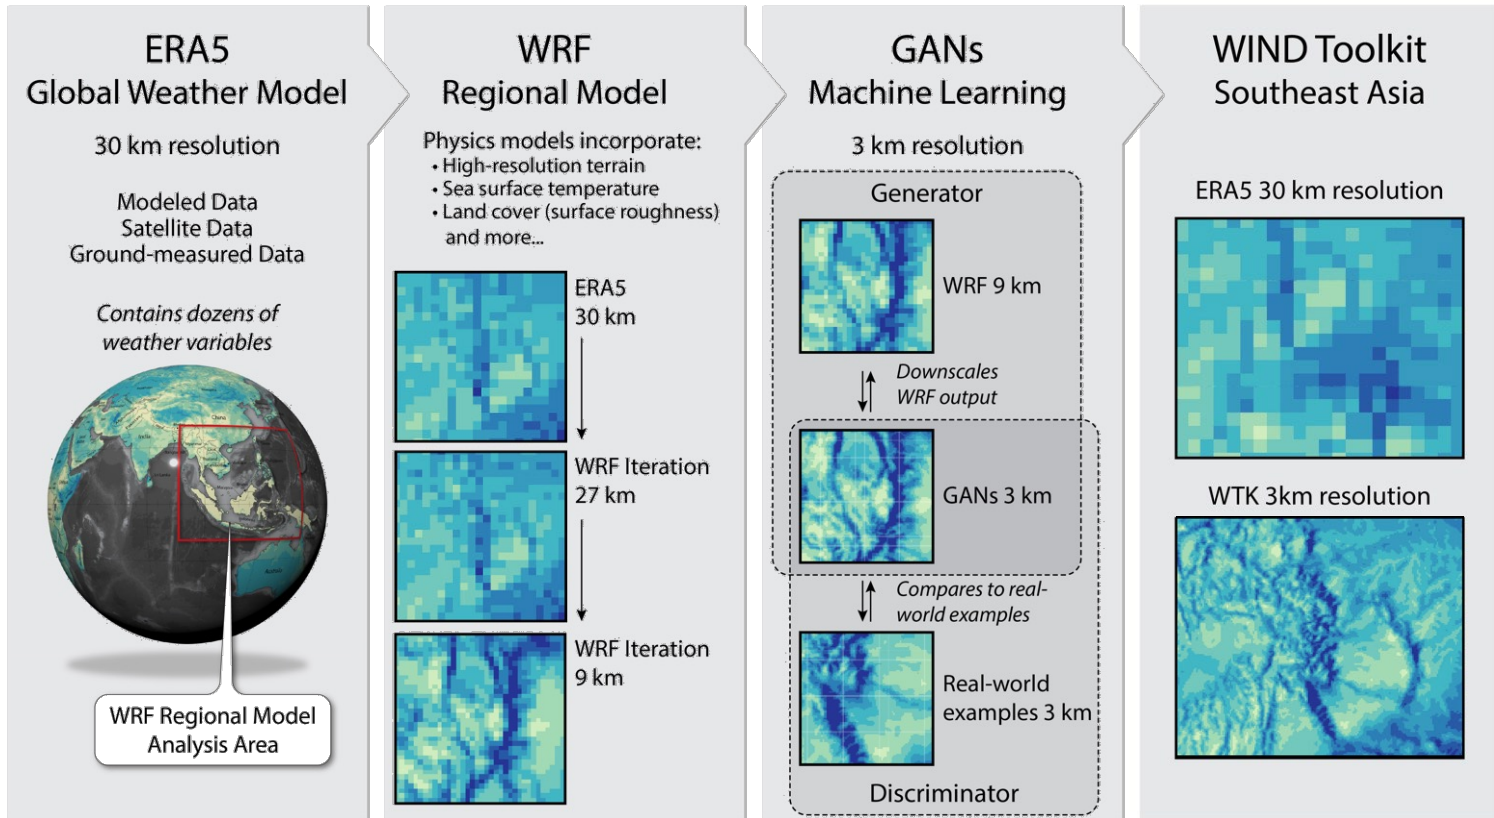 ERA5
Global Weather Model
30 km resolution
Modeled Data
Satellite Data
Ground-measured Data
Contains dozens of
weather variables
WRF Regional Model
Analysis Area
WRF
Regional Model
Physics models incorporate:
• High-resolution terrain
• Sea surface temperature
• Land cover (surface roughness)
and more...
ERA5
30 km
WRF Iteration
27 km
WRF Iteration
9 km
GANs
Machine Learning
3 km resolution
Generator
WRF 9 km
Downscales
WRF output
GANs 3 km
Compares to real-
world examples
Real-world
examples 3 km
Discriminator
WIND Toolkit
Southeast Asia
ERA5 30 km resolution
WTK 3km resolution